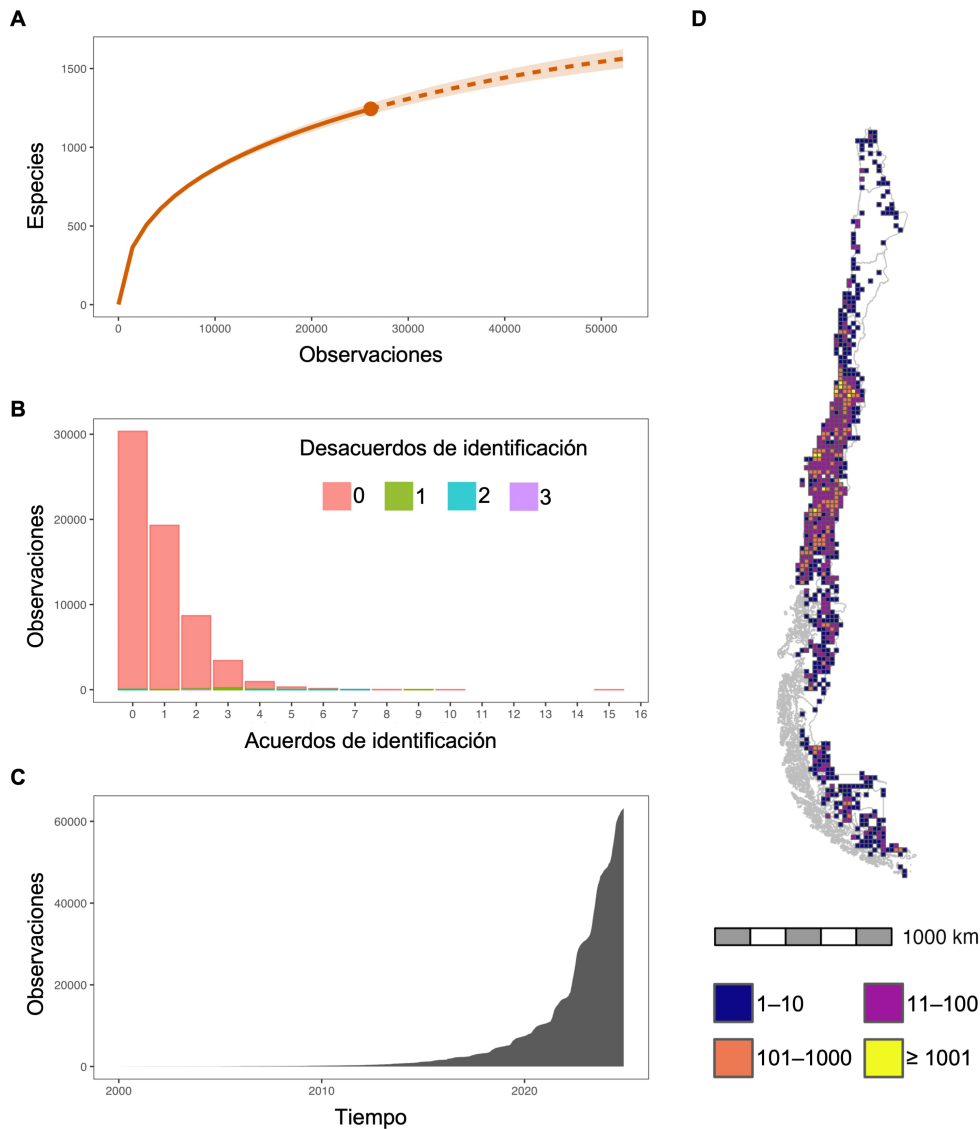 A
1500
1000
500
0
Especies
0 10000 20000 30000 40000 50000
Observaciones
B
30000
20000
10000
0
Observaciones
Desacuerdos de identificación
0 1 2 3
0 1 2 3 4 5 6 7 8 9 10 11 12 13 14 15 16
Acuerdos de identificación
C
60000
40000
20000
0
Observaciones
2000 2010 2020
Tiempo
D
1000 km
1–10 11–100
101–1000 ≥ 1001